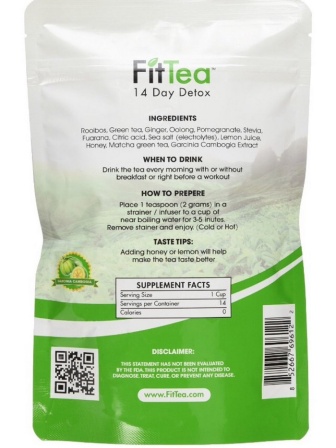 FitTea™
14 Day Detox
INGREDIENTS
Rooibos, Green tea, Ginger, Oolong, Pomegranate, Stevia,
Fuarana, Citric acid, Sea salt (electrolytes), Lemon Juice,
Honey, Matcha green tea, Garcinia Cambogia Extract
WHEN TO DRINK
Drink the tea every morning with or without
breakfast or right before a workout
HOW TO PREPERE
Place 1 teaspoon (2 grams) in a
strainer / infuser to a cup of
near boiling water for 3-5 inutes.
Remove stainer and enjoy. (Cold or Hot)
TASTE TIPS:
Adding honey or lemon will help
make the tea taste better
GARCINIA CAMBOGIA
SUPPLEMENT FACTS
Serving Size 1 Cup
Servings per Container 14
Calories 0
DISCLAIMER:
THIS STATEMENT HAS NOT BEEN EVALUATED
BY THE FDA. THIS PRODUCT IS NOT INTENDED TO
DIAGNOSE, TREAT, CURE, OR PREVENT ANY DISEASE.
www.FitTea.com